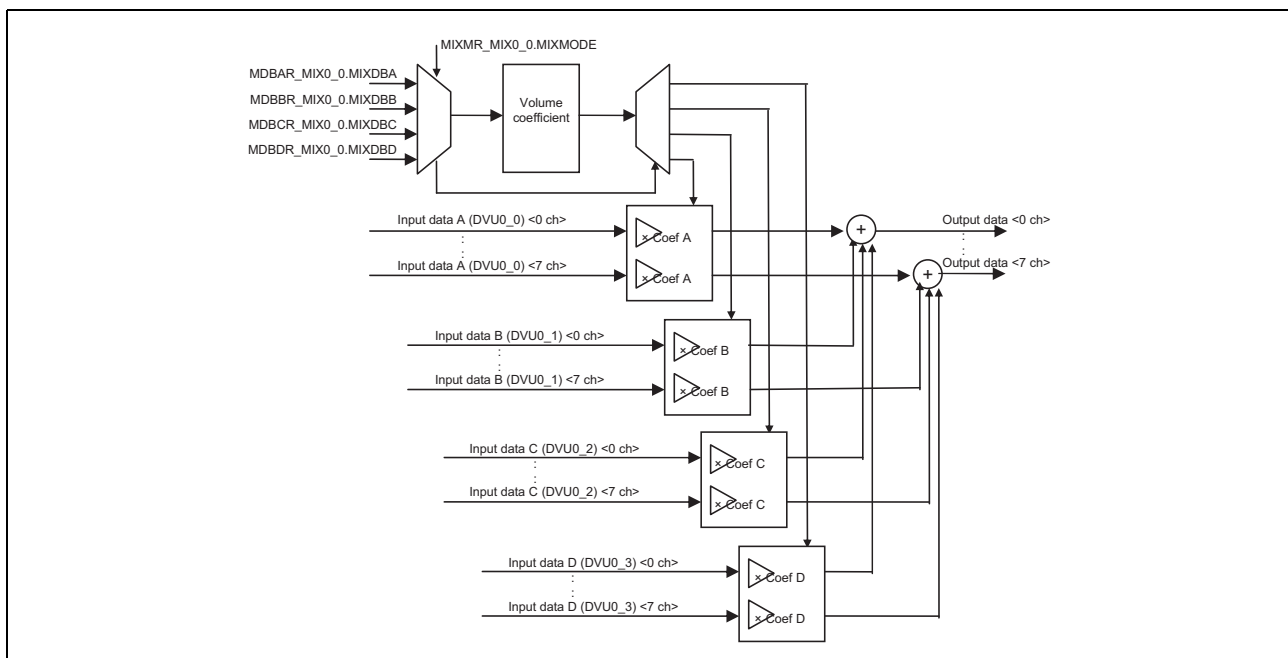 MIXMR_MIX0_0.MIXMODE
MDBAR_MIX0_0.MIXDBA
MDBBR_MIX0_0.MIXDBB
MDBCR_MIX0_0.MIXDBC
MDBDR_MIX0_0.MIXDBD
Volume
coefficient
Input data A (DVU0_0) <0 ch>
× Coef A
+
Output data <0 ch>
Input data A (DVU0_0) <7 ch>
× Coef A
+
Output data <7 ch>
Input data B (DVU0_1) <0 ch>
× Coef B
Input data B (DVU0_1) <7 ch>
× Coef B
Input data C (DVU0_2) <0 ch>
× Coef C
Input data C (DVU0_2) <7 ch>
× Coef C
Input data D (DVU0_3) <0 ch>
× Coef D
Input data D (DVU0_3) <7 ch>
× Coef D